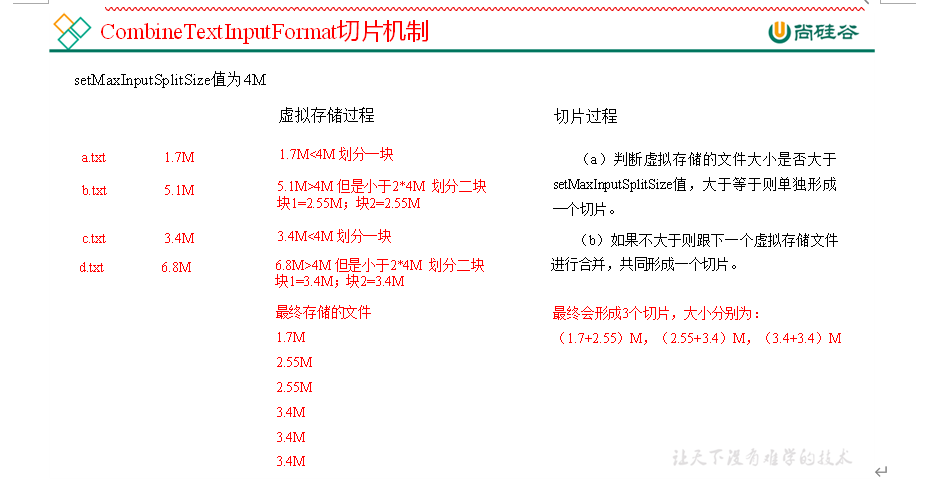 CombineTextInputFormat切片机制
尚硅谷
setMaxInputSplitSize值为4M
虚拟存储过程
切片过程
a.txt 1.7M 1.7M<4M 划分一块
b.txt 5.1M 5.1M>4M 但是小于2*4M 划分二块
块1=2.55M；块2=2.55M
c.txt 3.4M 3.4M<4M 划分一块
d.txt 6.8M 6.8M>4M 但是小于2*4M 划分二块
块1=3.4M；块2=3.4M
最终存储的文件
1.7M
2.55M
2.55M
3.4M
3.4M
3.4M
（a）判断虚拟存储的文件大小是否大于
setMaxInputSplitSize值，大于等于则单独形成
一个切片。
（b）如果不大于则跟下一个虚拟存储文件
进行合并，共同形成一个切片。
最终会形成3个切片，大小分别为：
（1.7+2.55）M，（2.55+3.4）M，（3.4+3.4）M
让天下没有难学的技术